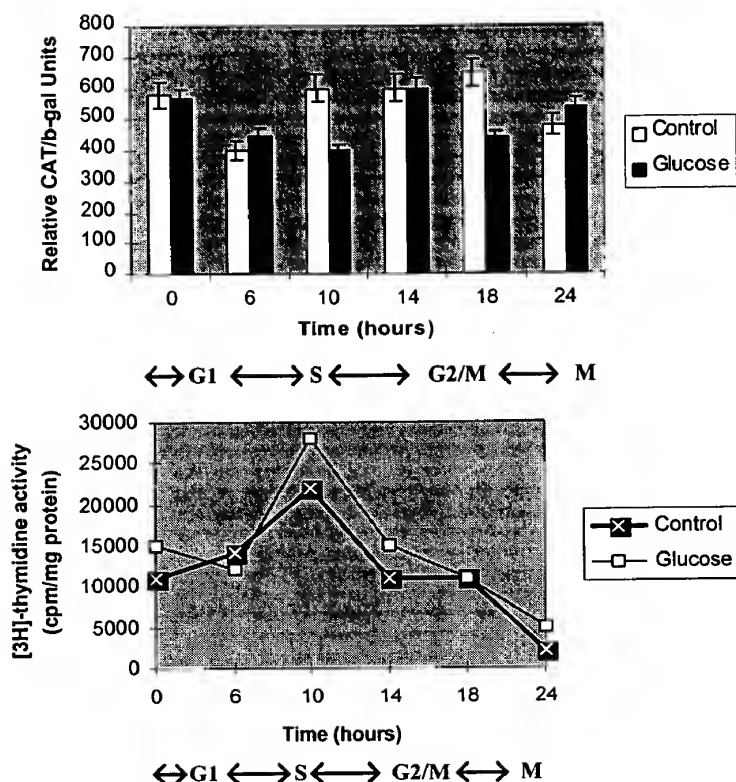 800
700
600
500
400
300
200
100
0
Relative CAT/b-gal Units
0 6 10 14 18 24
Time (hours)
Control
Glucose
↔ G1 ↔ S ↔ G2/M ↔ M
30000
25000
20000
15000
10000
5000
0
[3H]-thymidine activity
(cpm/mg protein)
0 6 10 14 18 24
Time (hours)
Control
Glucose
↔ G1 ↔ S ↔ G2/M ↔ M